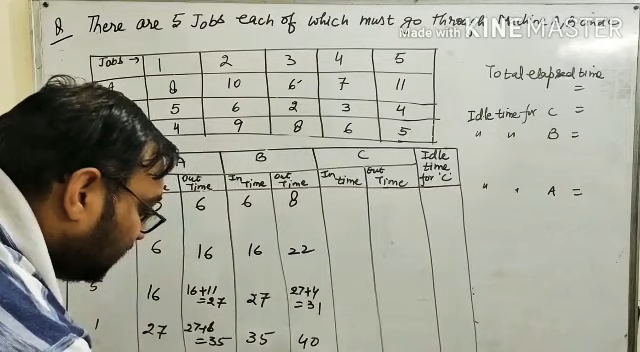 Q. There are 5 Jobs each of which must go through
Made with KINEMASTER
Jobs → 1 2 3 4 5
8 10 6 7 11
5 6 2 3 4
4 9 8 6 5
Total elapsed time
=
Idle time for C =
" " B =
" " A =
A B C Idle time for 'C'
Out Time In Time Out Time In time Out Time
6 6 8
6 16 16 22
5 16 16+11 =27 27 27+4 =31
1 27 27+8 =35 35 40